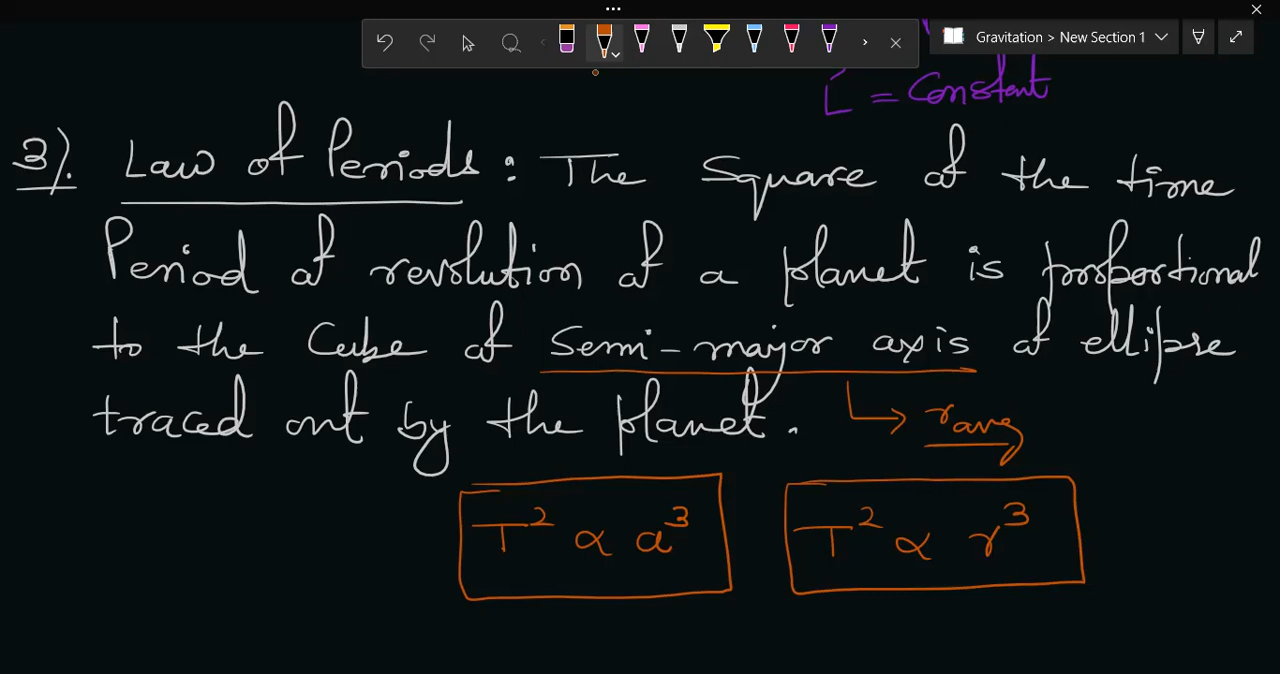 Gravitation > New Section 1
L = Constant
3). Law of Periods : The Square of the time
Period of revolution of a planet is proportional
to the Cube of Semi-major axis of ellipse
traced out by the planet.
ravg
T² ∝ a³
T² ∝ r³